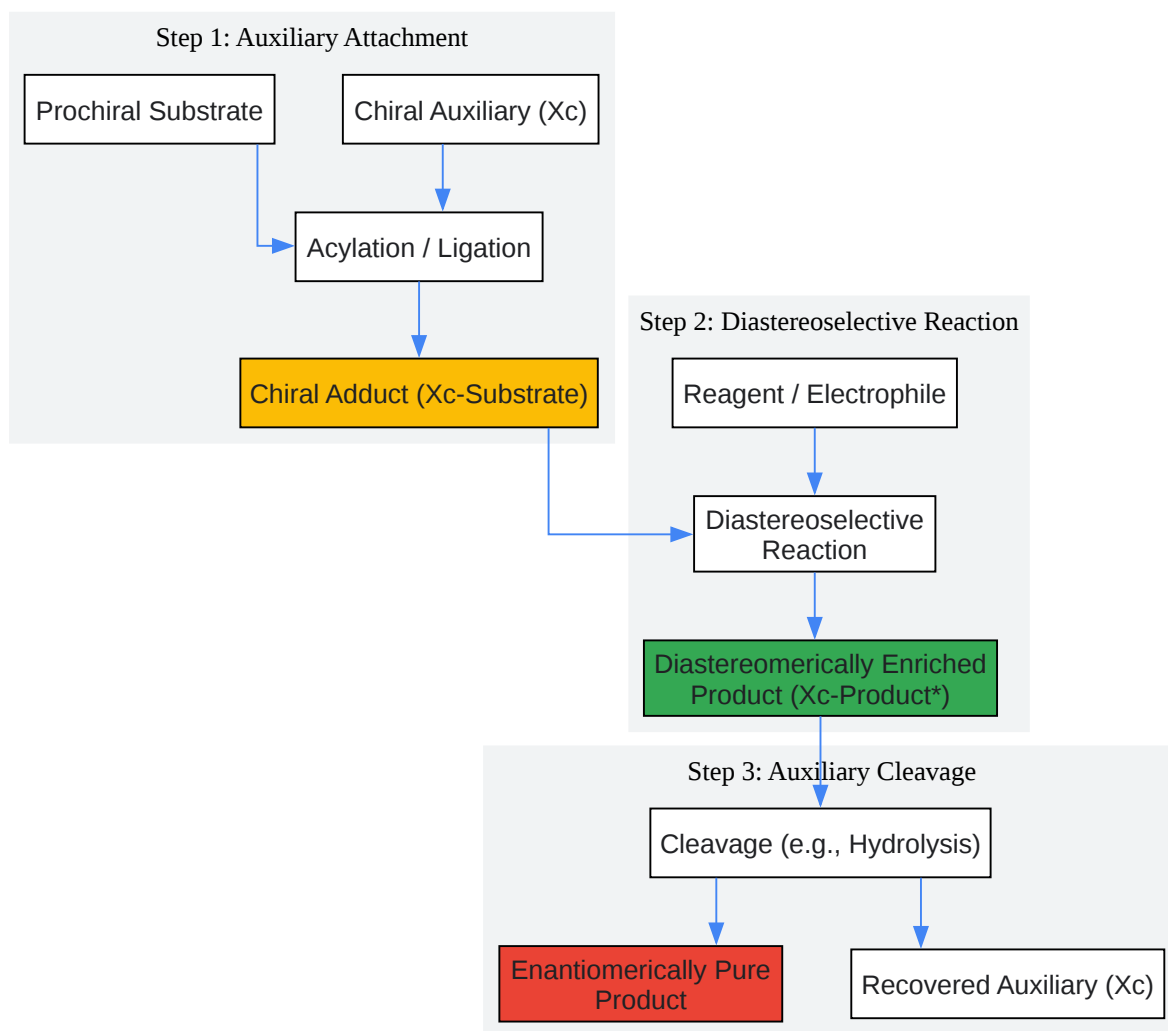 Step 1: Auxiliary Attachment
Prochiral Substrate
Chiral Auxiliary (Xc)
Acylation / Ligation
Chiral Adduct (Xc-Substrate)
Step 2: Diastereoselective Reaction
Reagent / Electrophile
Diastereoselective
Reaction
Diastereomerically Enriched
Product (Xc-Product*)
Step 3: Auxiliary Cleavage
Cleavage (e.g., Hydrolysis)
Enantiomerically Pure
Product
Recovered Auxiliary (Xc)